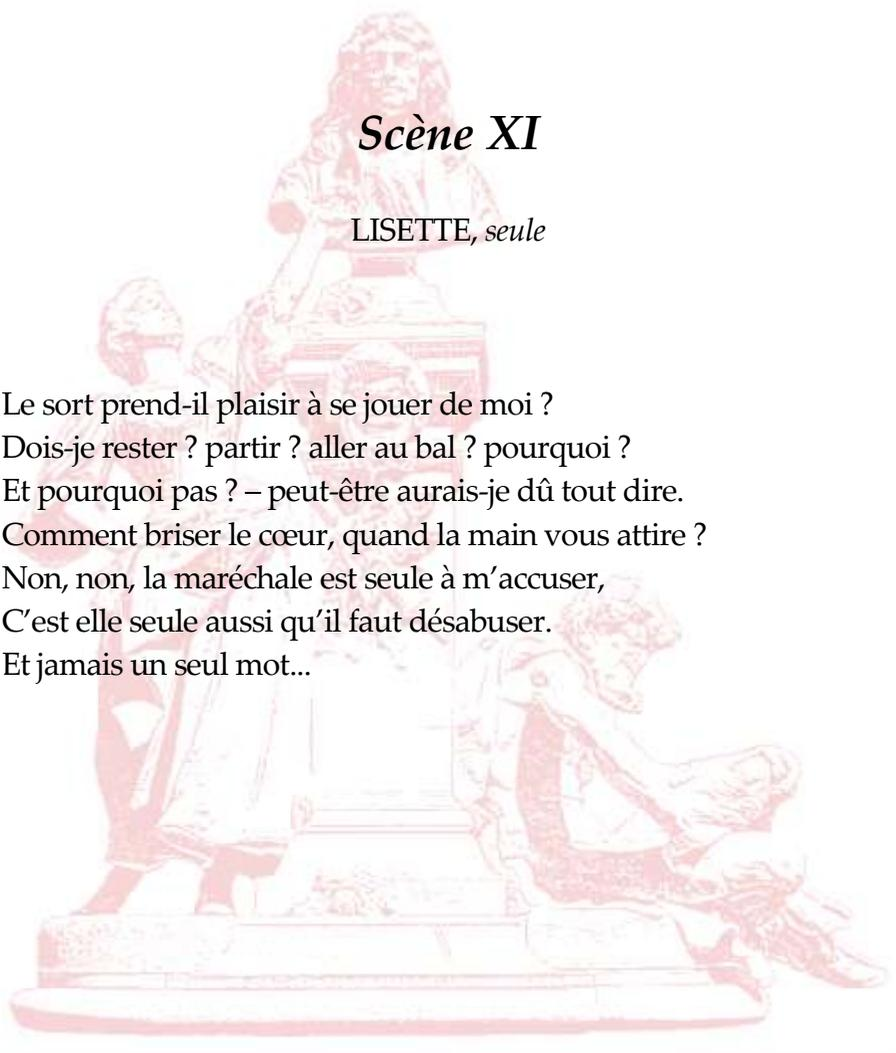 Scène XI
LISETTE, seule
Le sort prend-il plaisir à se jouer de moi ?
Dois-je rester ? partir ? aller au bal ? pourquoi ?
Et pourquoi pas ? – peut-être aurais-je dû tout dire.
Comment briser le cœur, quand la main vous attire ?
Non, non, la maréchale est seule à m’accuser,
C’est elle seule aussi qu’il faut désabuser.
Et jamais un seul mot...